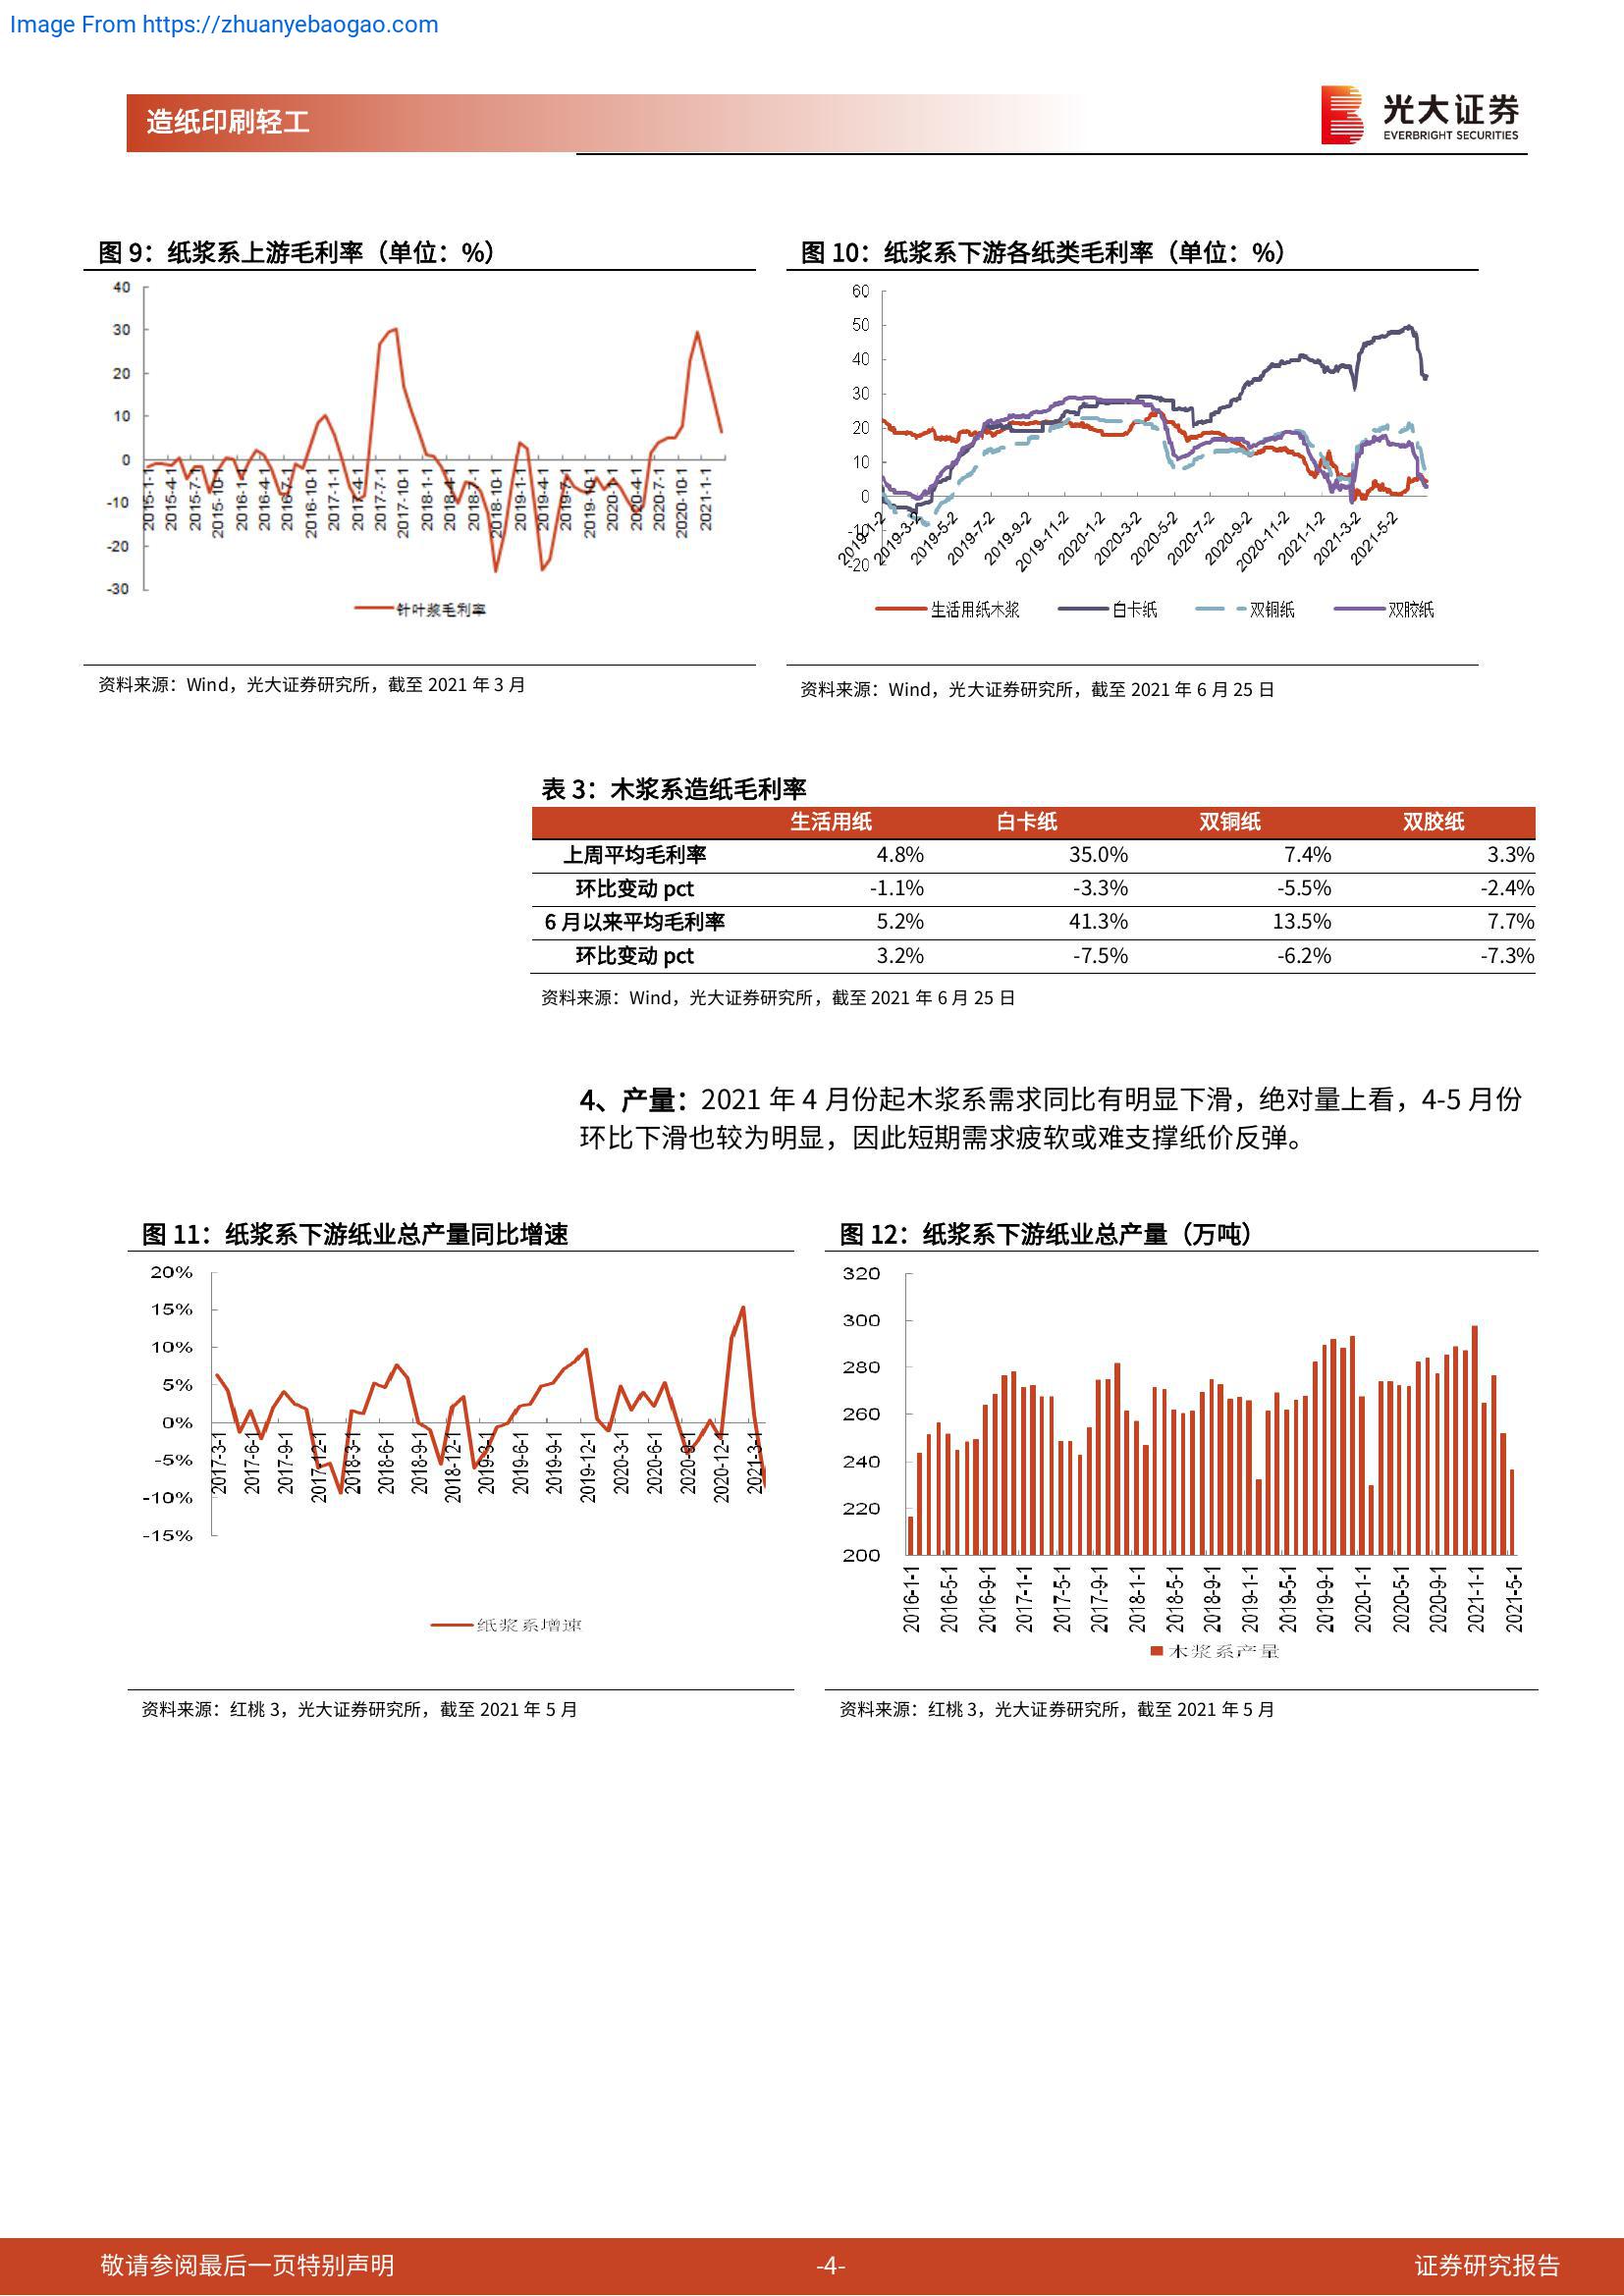 Image From https://zhuanyebaogao.com
造纸印刷轻工
光大证券
EVERBRIGHT SECURITIES
图 9：纸浆系上游毛利率（单位：%）
40
30
20
10
0
-10
-20
-30
2015-1-1 2015-4-1 2015-7-1 2015-10-1 2016-1-1 2016-4-1 2016-7-1 2016-10-1 2017-1-1 2017-4-1 2017-7-1 2017-10-1 2018-1-1 2018-4-1 2018-7-1 2018-10-1 2019-1-1 2019-4-1 2019-7-1 2019-10-1 2020-1-1 2020-4-1 2020-7-1 2020-10-1 2021-1-1
针叶浆毛利率
资料来源：Wind，光大证券研究所，截至 2021 年 3 月
图 10：纸浆系下游各纸类毛利率（单位：%）
60
50
40
30
20
10
0
-10
-20
2019-1-2 2019-3-2 2019-5-2 2019-7-2 2019-9-2 2019-11-2 2020-1-2 2020-3-2 2020-5-2 2020-7-2 2020-9-2 2020-11-2 2021-1-2 2021-3-2 2021-5-2
生活用纸木浆 白卡纸 双铜纸 双胶纸
资料来源：Wind，光大证券研究所，截至 2021 年 6 月 25 日
表 3：木浆系造纸毛利率
生活用纸 白卡纸 双铜纸 双胶纸
上周平均毛利率 4.8% 35.0% 7.4% 3.3%
环比变动 pct -1.1% -3.3% -5.5% -2.4%
6 月以来平均毛利率 5.2% 41.3% 13.5% 7.7%
环比变动 pct 3.2% -7.5% -6.2% -7.3%
资料来源：Wind，光大证券研究所，截至 2021 年 6 月 25 日
4、产量：2021 年 4 月份起木浆系需求同比有明显下滑，绝对量上看，4-5 月份
环比下滑也较为明显，因此短期需求疲软或难支撑纸价反弹。
图 11：纸浆系下游纸业总产量同比增速
20%
15%
10%
5%
0%
-5%
-10%
-15%
2017-3-1 2017-6-1 2017-9-1 2017-12-1 2018-3-1 2018-6-1 2018-9-1 2018-12-1 2019-3-1 2019-6-1 2019-9-1 2019-12-1 2020-3-1 2020-6-1 2020-9-1 2020-12-1 2021-3-1
纸浆系增速
资料来源：红桃 3，光大证券研究所，截至 2021 年 5 月
图 12：纸浆系下游纸业总产量（万吨）
320
300
280
260
240
220
200
2016-1-1 2016-5-1 2016-9-1 2017-1-1 2017-5-1 2017-9-1 2018-1-1 2018-5-1 2018-9-1 2019-1-1 2019-5-1 2019-9-1 2020-1-1 2020-5-1 2020-9-1 2021-1-1 2021-5-1
木浆系产量
资料来源：红桃 3，光大证券研究所，截至 2021 年 5 月
敬请参阅最后一页特别声明
-4-
证券研究报告